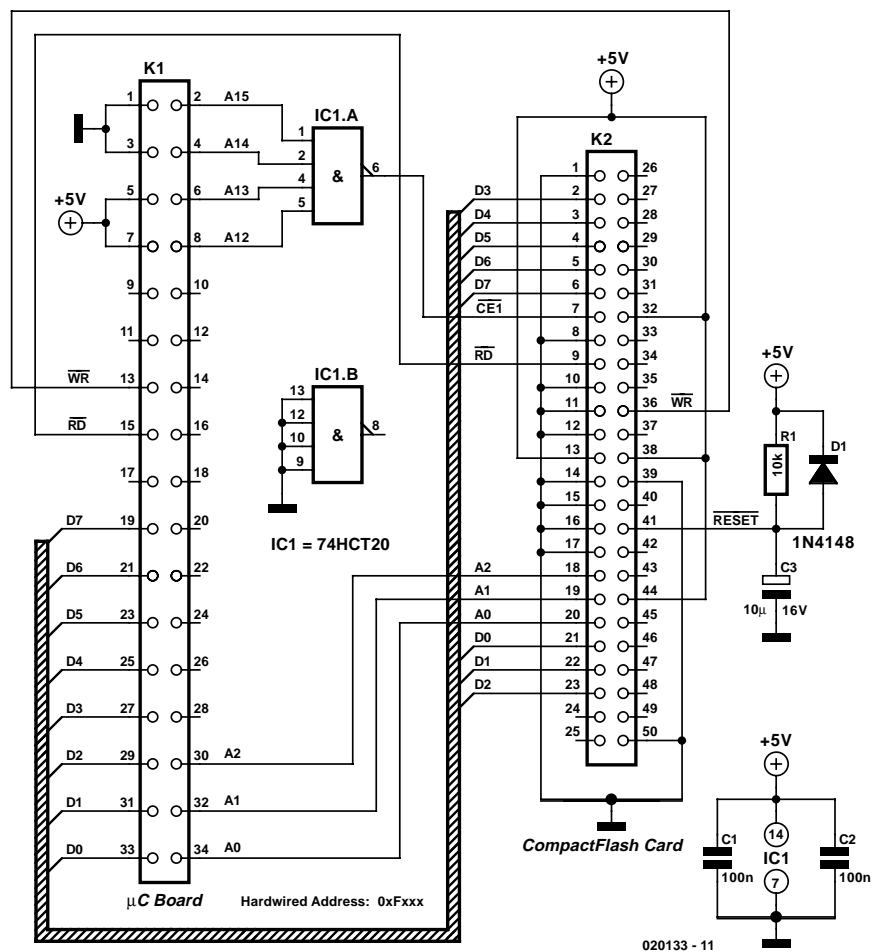 K1
1 2 A15
3 4 A14
+5V
5 6 A13
7 8 A12
9 10
11 12
WR 13 14
RD 15 16
17 18
D7 19 20
D6 21 22
D5 23 24
D4 25 26
D3 27 28
D2 29 30 A2
D1 31 32 A1
D0 33 34 A0
μC Board
Hardwired Address: 0xFxxx
IC1.A
1
2
4
5
&
6
IC1.B
13
12
10
9
&
8
IC1 = 74HCT20
+5V
K2
1 26
D3 2 27
D4 3 28
D5 4 29
D6 5 30
D7 6 31
CE1 7 32
8 33
RD 9 34
10 35
11 36 WR
12 37
13 38
14 39
15 40
16 41 RESET
17 42
A2 18 43
A1 19 44
A0 20 45
D0 21 46
D1 22 47
D2 23 48
24 49
25 50
CompactFlash Card
+5V
R1
10k
D1
1N4148
C3
10μ 16V
+5V
C1
100n
14
IC1
7
C2
100n
020133 - 11